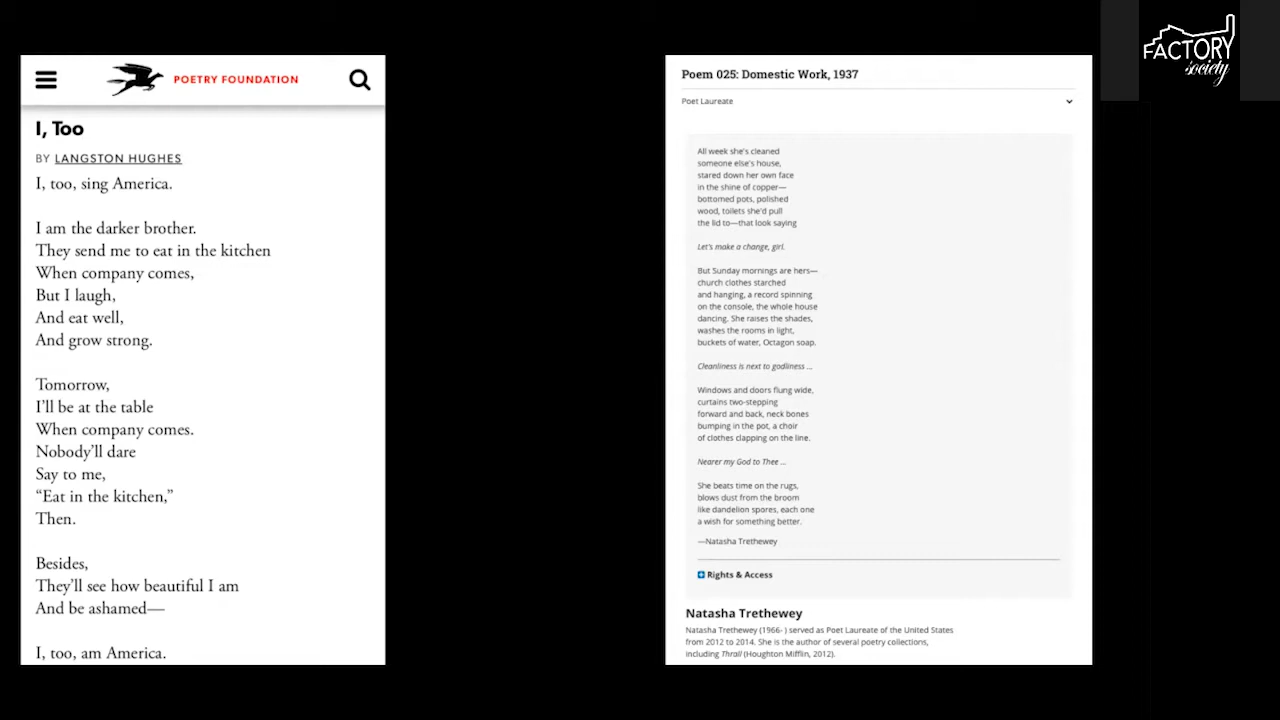 FACTORY
society
POETRY FOUNDATION
I, Too
BY LANGSTON HUGHES
I, too, sing America.
I am the darker brother.
They send me to eat in the kitchen
When company comes,
But I laugh,
And eat well,
And grow strong.
Tomorrow,
I’ll be at the table
When company comes.
Nobody’ll dare
Say to me,
“Eat in the kitchen,”
Then.
Besides,
They’ll see how beautiful I am
And be ashamed—
I, too, am America.
Poem 025: Domestic Work, 1937
Poet Laureate
All week she's cleaned
someone else's house,
stared down her own face
in the shine of copper—
bottomed pots, polished
wood, toilets she'd pull
the lid to—that look saying
Let's make a change, girl.
But Sunday mornings are hers—
church clothes starched
and hanging, a record spinning
on the console, the whole house
dancing. She raises the shades,
washes the rooms in light,
buckets of water, Octagon soap.
Cleanliness is next to godliness ...
Windows and doors flung wide,
curtains two-stepping
forward and back, neck bones
bumping in the pot, a choir
of clothes clapping on the line.
Nearer my God to Thee ...
She beats time on the rugs,
blows dust from the broom
like dandelion spores, each one
a wish for something better.
—Natasha Trethewey
Rights & Access
Natasha Trethewey
Natasha Trethewey (1966- ) served as Poet Laureate of the United States
from 2012 to 2014. She is the author of several poetry collections,
including Thrall (Houghton Mifflin, 2012).